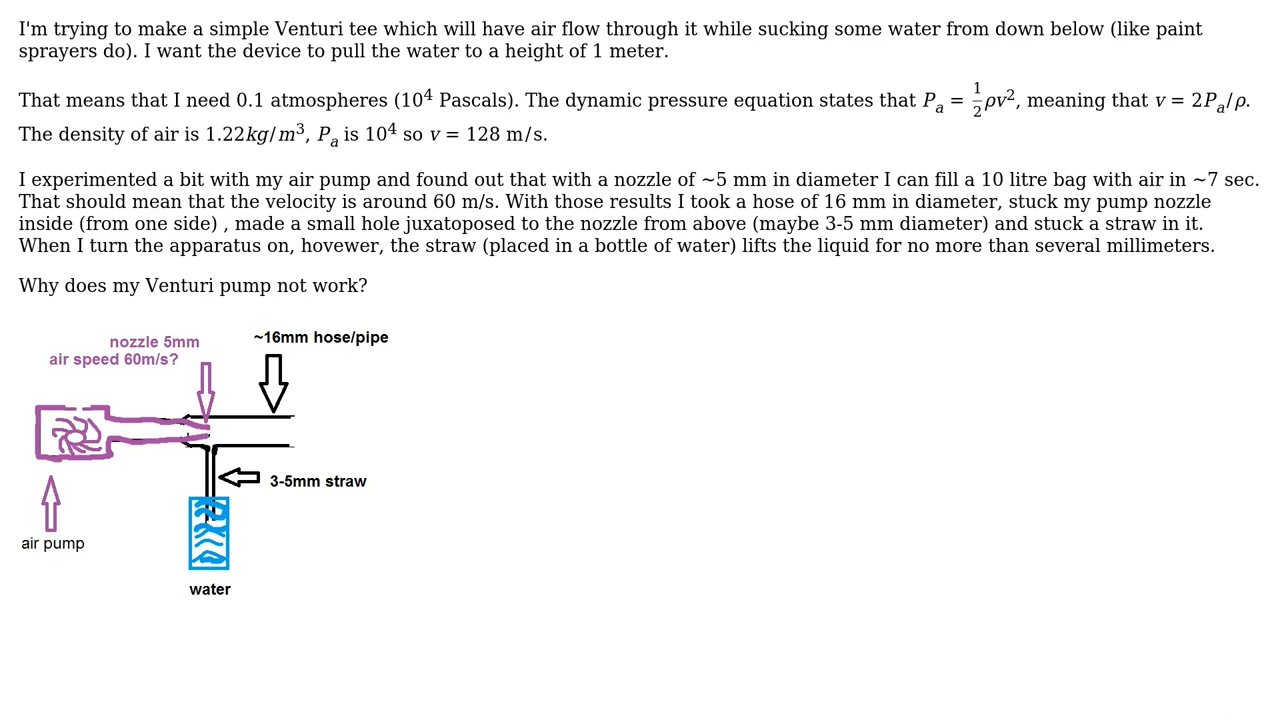 I'm trying to make a simple Venturi tee which will have air flow through it while sucking some water from down below (like paint
sprayers do). I want the device to pull the water to a height of 1 meter.
That means that I need 0.1 atmospheres (10⁴ Pascals). The dynamic pressure equation states that Pₐ = ½ρv², meaning that v = 2Pₐ/ρ.
The density of air is 1.22kg/m³, Pₐ is 10⁴ so v = 128 m/s.
I experimented a bit with my air pump and found out that with a nozzle of ~5 mm in diameter I can fill a 10 litre bag with air in ~7 sec.
That should mean that the velocity is around 60 m/s. With those results I took a hose of 16 mm in diameter, stuck my pump nozzle
inside (from one side) , made a small hole juxatoposed to the nozzle from above (maybe 3-5 mm diameter) and stuck a straw in it.
When I turn the apparatus on, hovewer, the straw (placed in a bottle of water) lifts the liquid for no more than several millimeters.
Why does my Venturi pump not work?
nozzle 5mm
air speed 60m/s?
~16mm hose/pipe
3-5mm straw
air pump
water